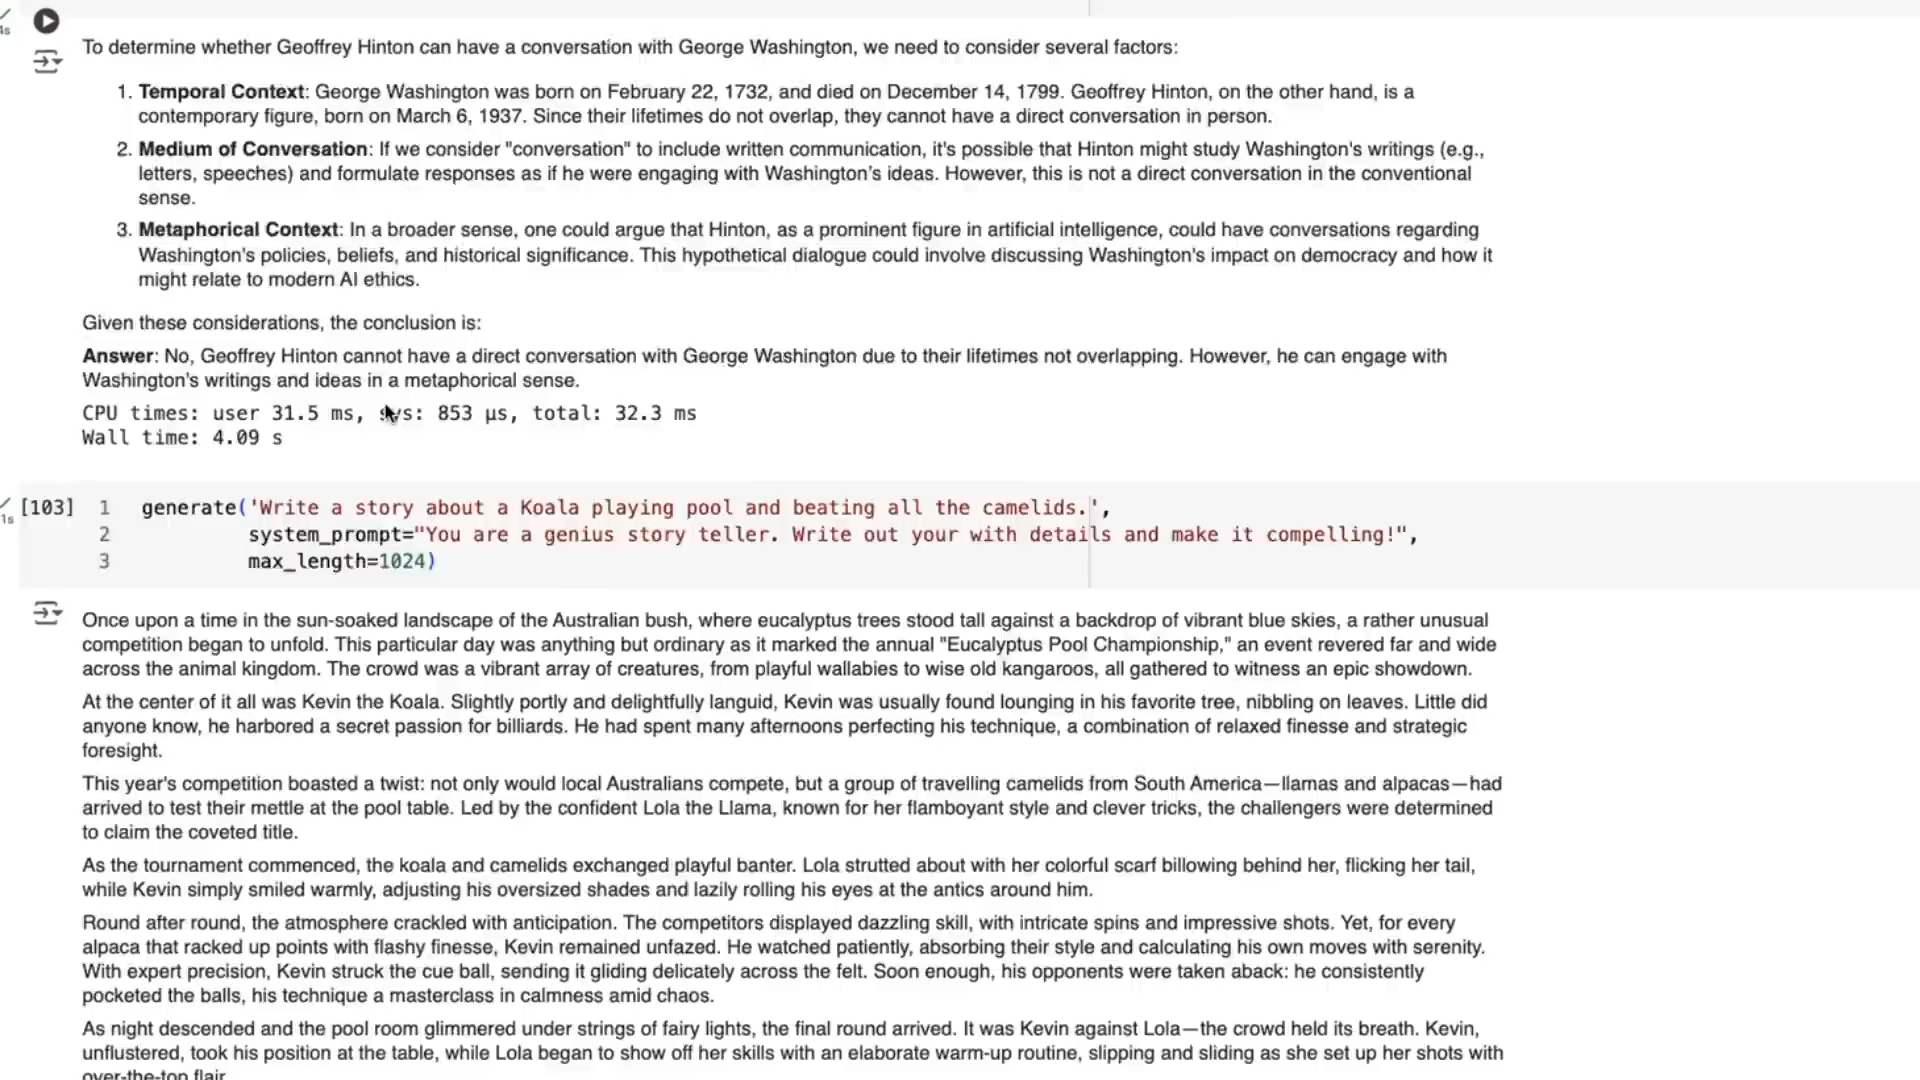 4s
To determine whether Geoffrey Hinton can have a conversation with George Washington, we need to consider several factors:
1. Temporal Context: George Washington was born on February 22, 1732, and died on December 14, 1799. Geoffrey Hinton, on the other hand, is a
contemporary figure, born on March 6, 1937. Since their lifetimes do not overlap, they cannot have a direct conversation in person.
2. Medium of Conversation: If we consider "conversation" to include written communication, it's possible that Hinton might study Washington's writings (e.g.,
letters, speeches) and formulate responses as if he were engaging with Washington's ideas. However, this is not a direct conversation in the conventional
sense.
3. Metaphorical Context: In a broader sense, one could argue that Hinton, as a prominent figure in artificial intelligence, could have conversations regarding
Washington's policies, beliefs, and historical significance. This hypothetical dialogue could involve discussing Washington's impact on democracy and how it
might relate to modern AI ethics.
Given these considerations, the conclusion is:
Answer: No, Geoffrey Hinton cannot have a direct conversation with George Washington due to their lifetimes not overlapping. However, he can engage with
Washington's writings and ideas in a metaphorical sense.
CPU times: user 31.5 ms, sys: 853 µs, total: 32.3 ms
Wall time: 4.09 s
[103] 1 generate('Write a story about a Koala playing pool and beating all the camelids.',
1s 2 system_prompt="You are a genius story teller. Write out your with details and make it compelling!",
3 max_length=1024)
Once upon a time in the sun-soaked landscape of the Australian bush, where eucalyptus trees stood tall against a backdrop of vibrant blue skies, a rather unusual
competition began to unfold. This particular day was anything but ordinary as it marked the annual "Eucalyptus Pool Championship," an event revered far and wide
across the animal kingdom. The crowd was a vibrant array of creatures, from playful wallabies to wise old kangaroos, all gathered to witness an epic showdown.
At the center of it all was Kevin the Koala. Slightly portly and delightfully languid, Kevin was usually found lounging in his favorite tree, nibbling on leaves. Little did
anyone know, he harbored a secret passion for billiards. He had spent many afternoons perfecting his technique, a combination of relaxed finesse and strategic
foresight.
This year's competition boasted a twist: not only would local Australians compete, but a group of travelling camelids from South America—llamas and alpacas—had
arrived to test their mettle at the pool table. Led by the confident Lola the Llama, known for her flamboyant style and clever tricks, the challengers were determined
to claim the coveted title.
As the tournament commenced, the koala and camelids exchanged playful banter. Lola strutted about with her colorful scarf billowing behind her, flicking her tail,
while Kevin simply smiled warmly, adjusting his oversized shades and lazily rolling his eyes at the antics around him.
Round after round, the atmosphere crackled with anticipation. The competitors displayed dazzling skill, with intricate spins and impressive shots. Yet, for every
alpaca that racked up points with flashy finesse, Kevin remained unfazed. He watched patiently, absorbing their style and calculating his own moves with serenity.
With expert precision, Kevin struck the cue ball, sending it gliding delicately across the felt. Soon enough, his opponents were taken aback: he consistently
pocketed the balls, his technique a masterclass in calmness amid chaos.
As night descended and the pool room glimmered under strings of fairy lights, the final round arrived. It was Kevin against Lola—the crowd held its breath. Kevin,
unflustered, took his position at the table, while Lola began to show off her skills with an elaborate warm-up routine, slipping and sliding as she set up her shots with
over-the-top flair.